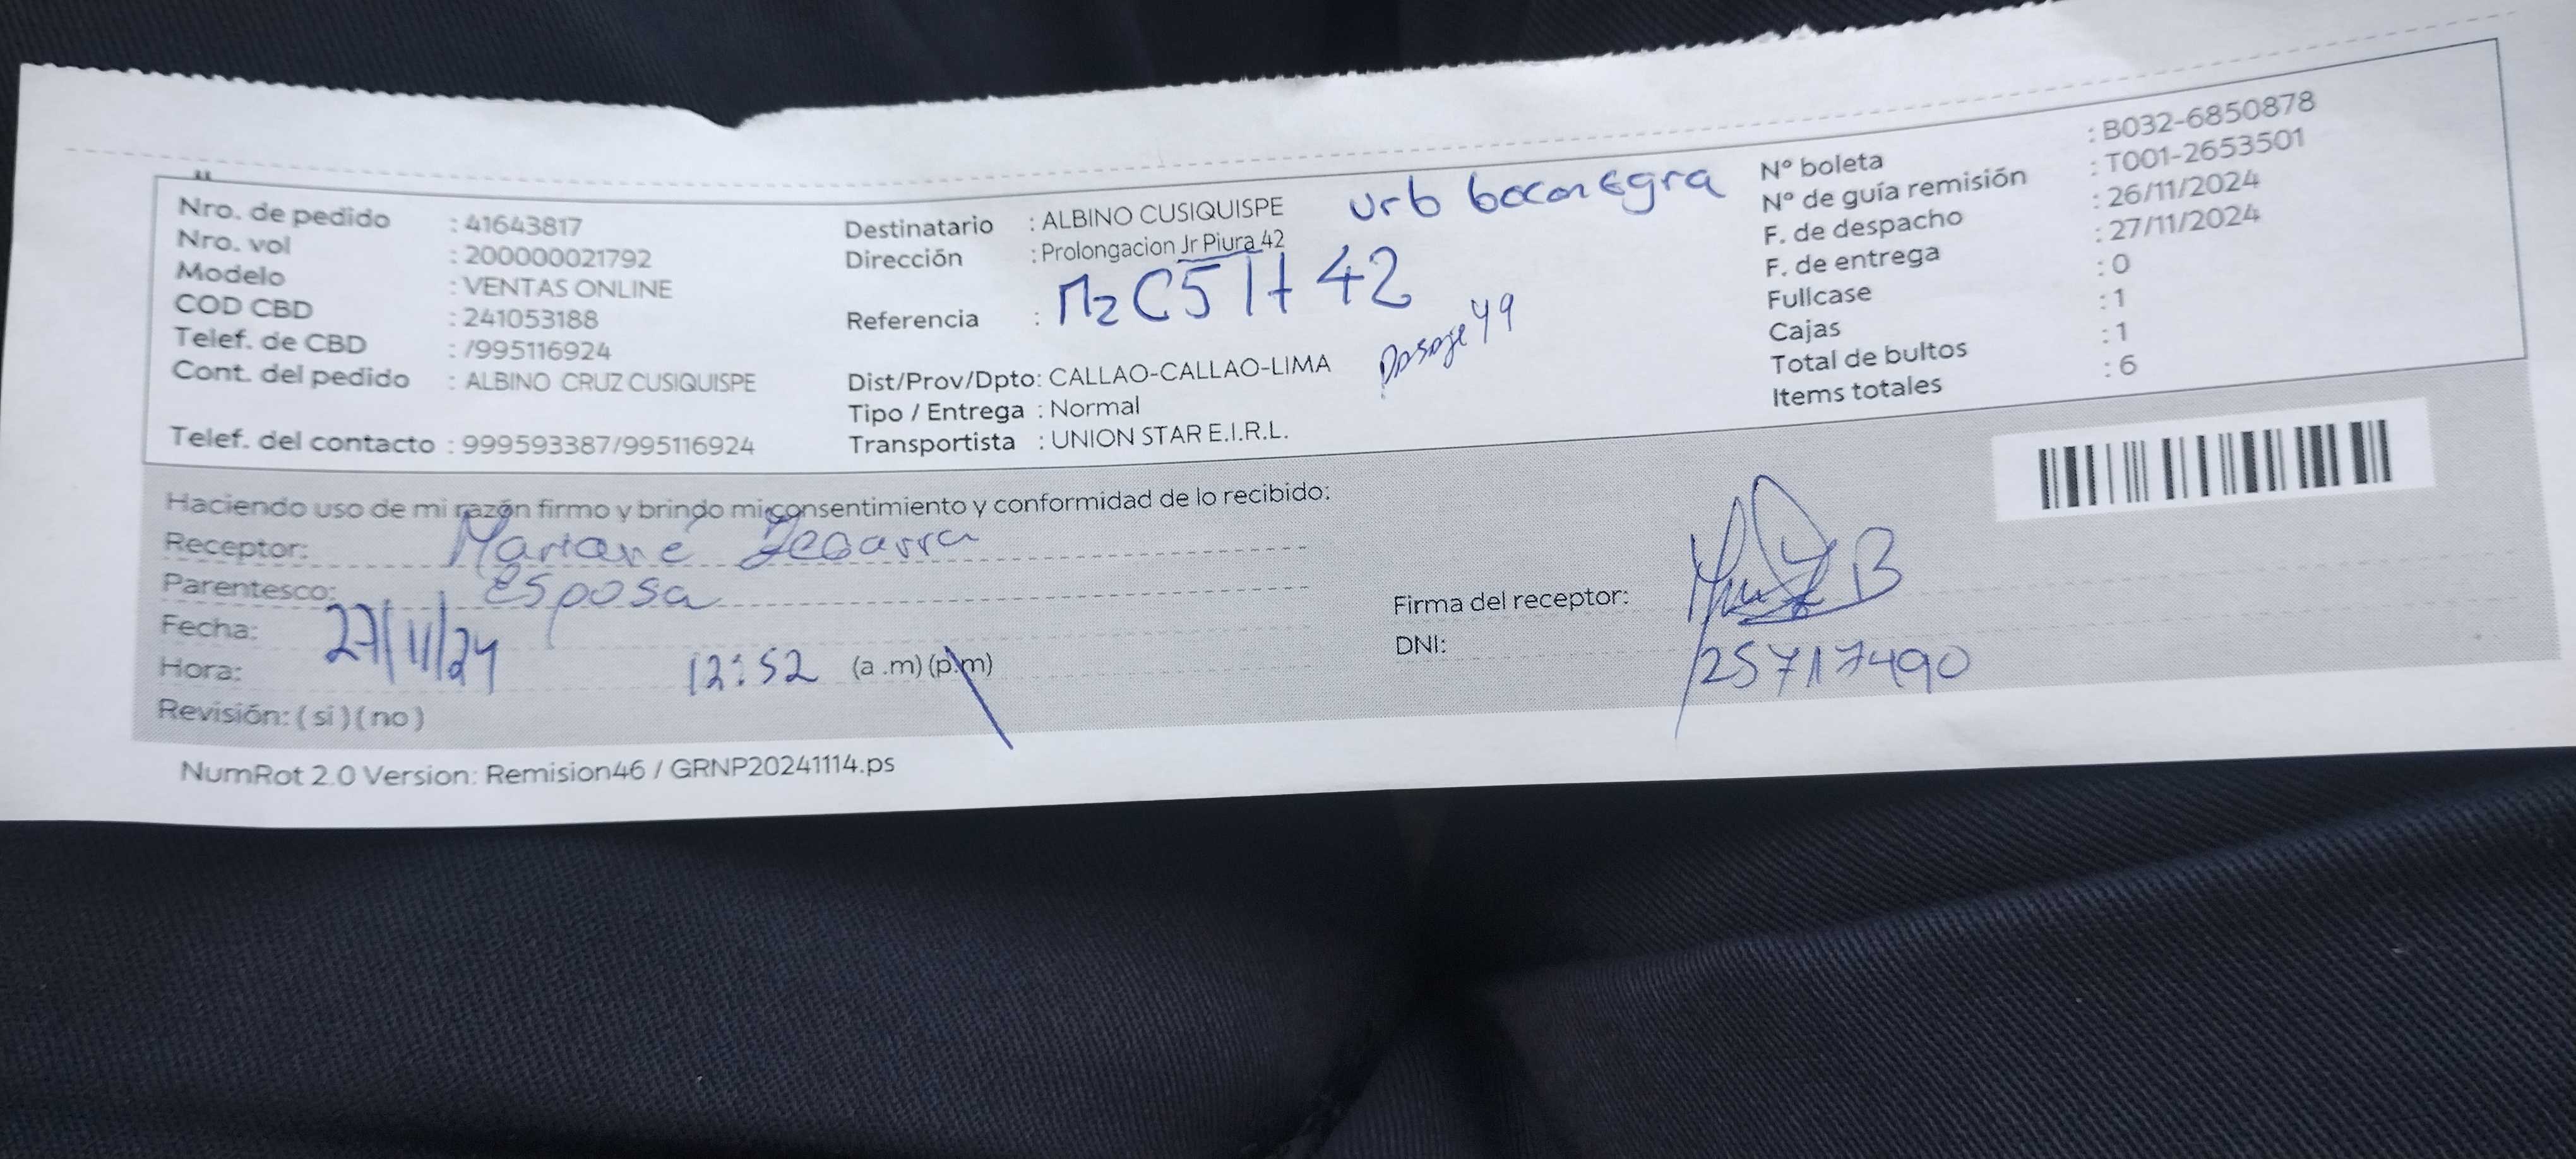 Nro. de pedido : 41643817
Nro. vol : 200000021792
Modelo : VENTAS ONLINE
COD CBD : 241053188
Telef. de CBD : /995116924
Cont. del pedido : ALBINO CRUZ CUSIQUISPE
Telef. del contacto : 999593387/995116924
Destinatario : ALBINO CUSIQUISPE
urb bocanegra
Dirección : Prolongacion Jr Piura 42
Referencia : Mz C5 lt 42
Pasaje 49
Dist/Prov/Dpto: CALLAO-CALLAO-LIMA
Tipo / Entrega : Normal
Transportista : UNION STAR E.I.R.L.
N° boleta : B032-6850878
N° de guía remisión : T001-2653501
F. de despacho : 26/11/2024
F. de entrega : 27/11/2024
Fullcase : 0
Cajas : 1
Total de bultos : 1
Items totales : 6
Haciendo uso de mi razón firmo y brindo mi consentimiento y conformidad de lo recibido:
Receptor:
Parentesco: Esposa
Fecha: 27/11/24
Hora: 12:52 (a .m) (p.m)
Revisión: ( si ) ( no )
Firma del receptor:
DNI: 25717490
NumRot 2.0 Version: Remision46 / GRNP20241114.ps